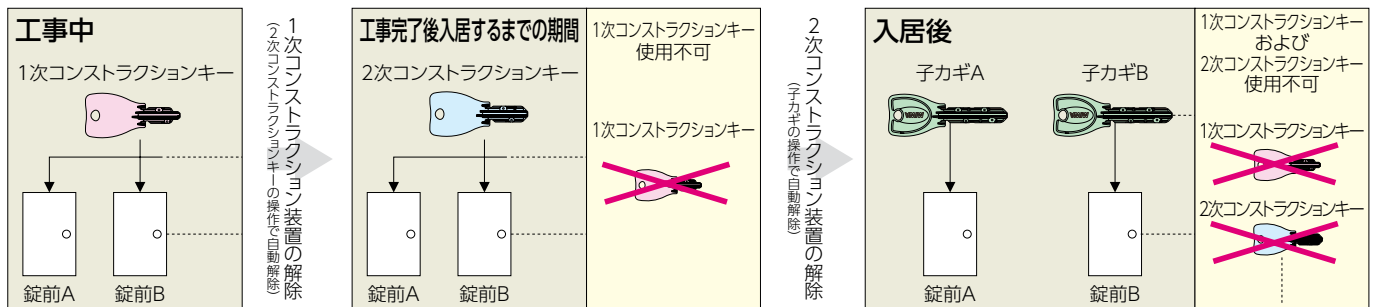 工事中
1次コンストラクションキー
錠前A
錠前B
1次コンストラクション装置の解除
(2次コンストラクションキーの操作で自動解除)
工事完了後入居するまでの期間
2次コンストラクションキー
錠前A
錠前B
1次コンストラクションキー
使用不可
1次コンストラクションキー
2次コンストラクション装置の解除
(子カギの操作で自動解除)
入居後
子カギA
子カギB
錠前A
錠前B
1次コンストラクションキー
および
2次コンストラクションキー
使用不可
1次コンストラクションキー
2次コンストラクションキー